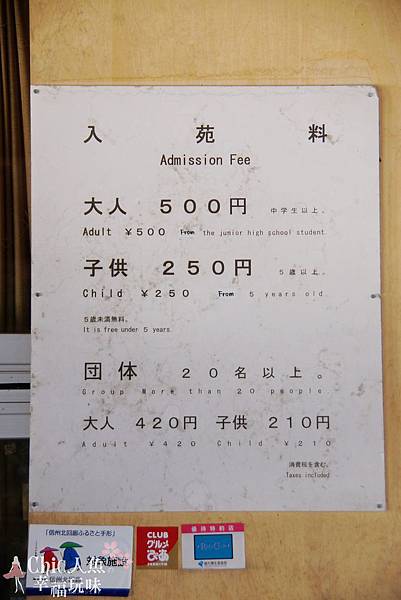 入苑料
Admission Fee
大人 500円 中学生以上。
Adult ¥500 From the junior high school student.
子供 250円 5歳以上。
Child ¥250 From 5 years old.
5歳未満無料。
It is free under 5 years
団体 20名以上。
Group More than 20 people.
大人 420円 子供 210円
Adult ¥420 Child ¥210
消費税を含む。
Taxes included
「信州北回廊ふるさと手形」
対象施設
CLUB
グルメ
ぴあ
優待特約店
Chic人魚
幸福玩味